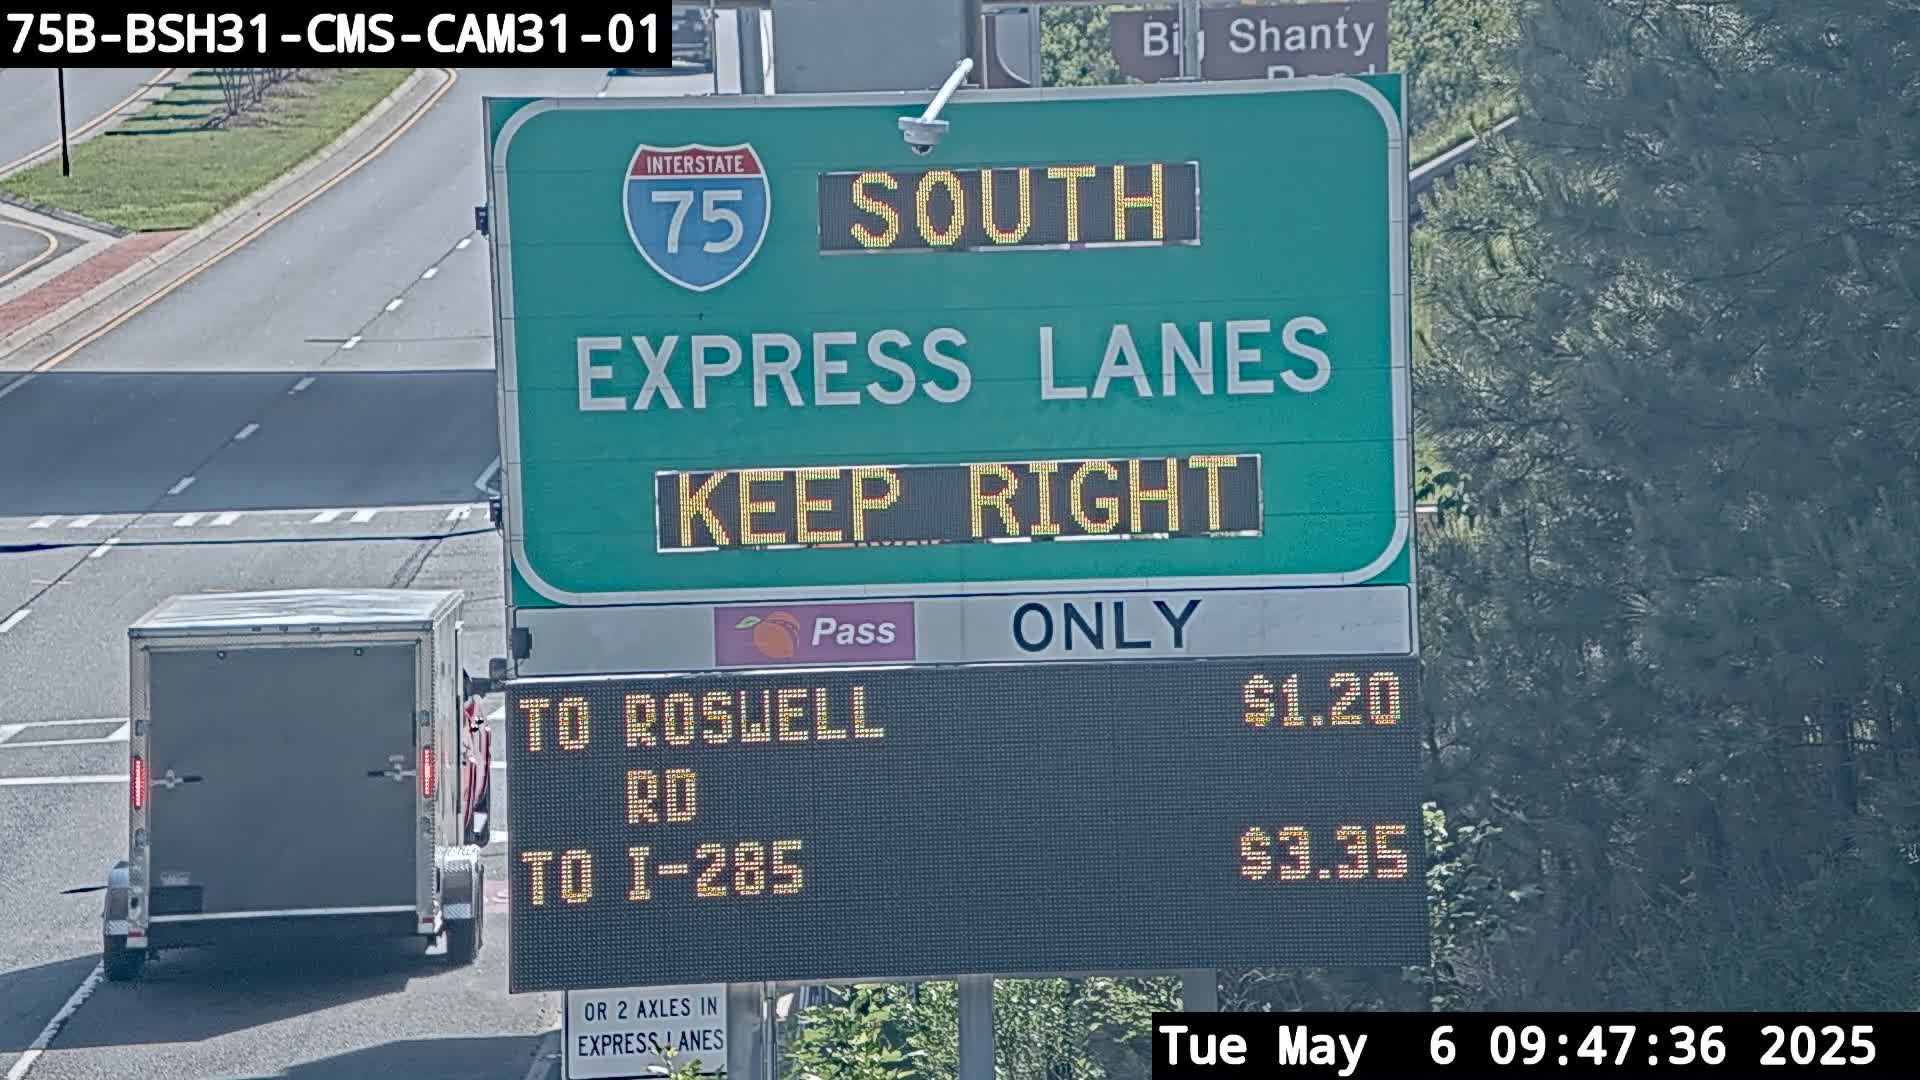 75B-BSH31-CMS-CAM31-01
Big Shanty
INTERSTATE
75
SOUTH
EXPRESS LANES
KEEP RIGHT
Pass
ONLY
TO ROSWELL $1.20
RD
TO I-285 $3.35
OR 2 AXLES IN
EXPRESS LANES
Tue May 6 09:47:36 2025